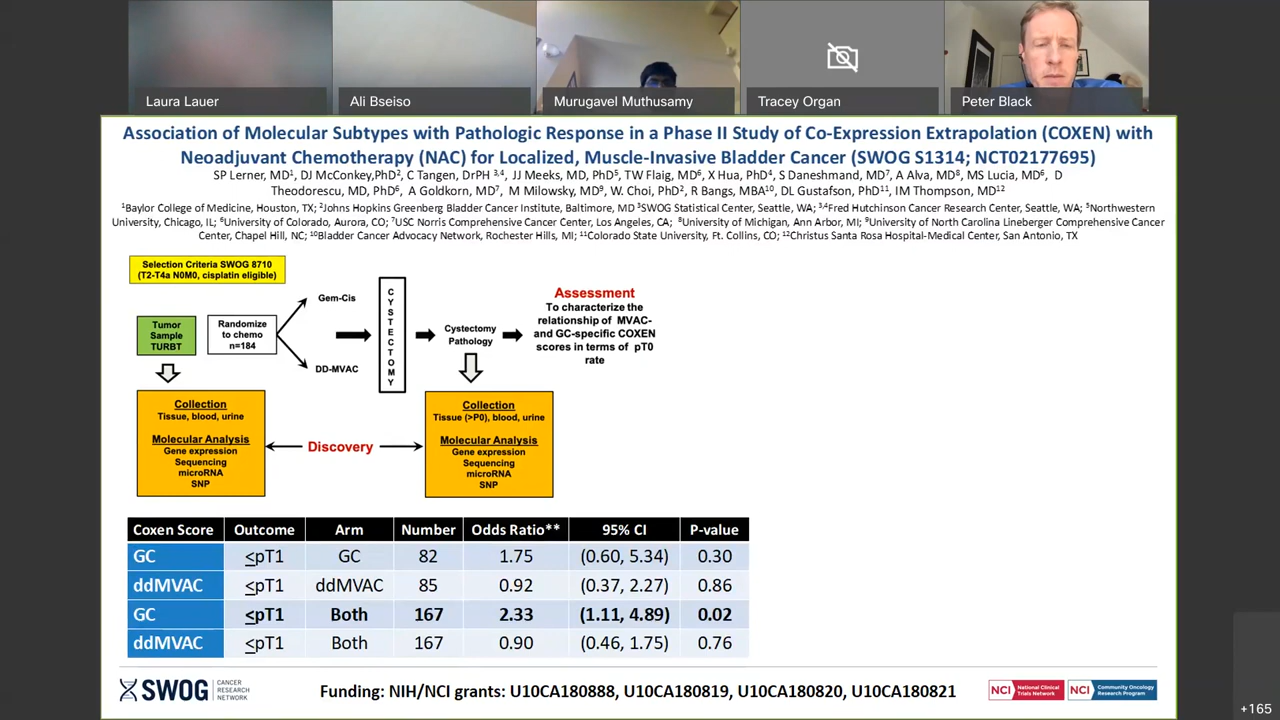 Laura Lauer
Ali Bseiso
Murugavel Muthusamy
Tracey Organ
Peter Black
Association of Molecular Subtypes with Pathologic Response in a Phase II Study of Co-Expression Extrapolation (COXEN) with
Neoadjuvant Chemotherapy (NAC) for Localized, Muscle-Invasive Bladder Cancer (SWOG S1314; NCT02177695)
SP Lerner, MD1, DJ McConkey,PhD2, C Tangen, DrPH 3,4, JJ Meeks, MD, PhD5, TW Flaig, MD6, X Hua, PhD4, S Daneshmand, MD7, A Alva, MD8, MS Lucia, MD6, D
Theodorescu, MD, PhD6, A Goldkorn, MD7, M Milowsky, MD9, W. Choi, PhD2, R Bangs, MBA10, DL Gustafson, PhD11, IM Thompson, MD12
1Baylor College of Medicine, Houston, TX; 2Johns Hopkins Greenberg Bladder Cancer Institute, Baltimore, MD 3SWOG Statistical Center, Seattle, WA; 3,4Fred Hutchinson Cancer Research Center, Seattle, WA; 5Northwestern
University, Chicago, IL; 6University of Colorado, Aurora, CO; 7USC Norris Comprehensive Cancer Center, Los Angeles, CA; 8University of Michigan, Ann Arbor, MI; 9University of North Carolina Lineberger Comprehensive Cancer
Center, Chapel Hill, NC; 10Bladder Cancer Advocacy Network, Rochester Hills, MI; 11Colorado State University, Ft. Collins, CO; 12Christus Santa Rosa Hospital-Medical Center, San Antonio, TX
Selection Criteria SWOG 8710
(T2-T4a N0M0, cisplatin eligible)
Tumor
Sample
TURBT
Randomize
to chemo
n=184
Gem-Cis
DD-MVAC
CYSTECTOMY
Cystectomy
Pathology
Assessment
To characterize the
relationship of MVAC-
and GC-specific COXEN
scores in terms of pT0
rate
Collection
Tissue, blood, urine
Molecular Analysis
Gene expression
Sequencing
microRNA
SNP
Discovery
Collection
Tissue (>P0), blood, urine
Molecular Analysis
Gene expression
Sequencing
microRNA
SNP
Coxen Score Outcome Arm Number Odds Ratio** 95% CI P-value
GC ≤pT1 GC 82 1.75 (0.60, 5.34) 0.30
ddMVAC ≤pT1 ddMVAC 85 0.92 (0.37, 2.27) 0.86
GC ≤pT1 Both 167 2.33 (1.11, 4.89) 0.02
ddMVAC ≤pT1 Both 167 0.90 (0.46, 1.75) 0.76
SWOG CANCER
RESEARCH
NETWORK
Funding: NIH/NCI grants: U10CA180888, U10CA180819, U10CA180820, U10CA180821
NCI National Clinical
Trials Network
NCI Community Oncology
Research Program
+165